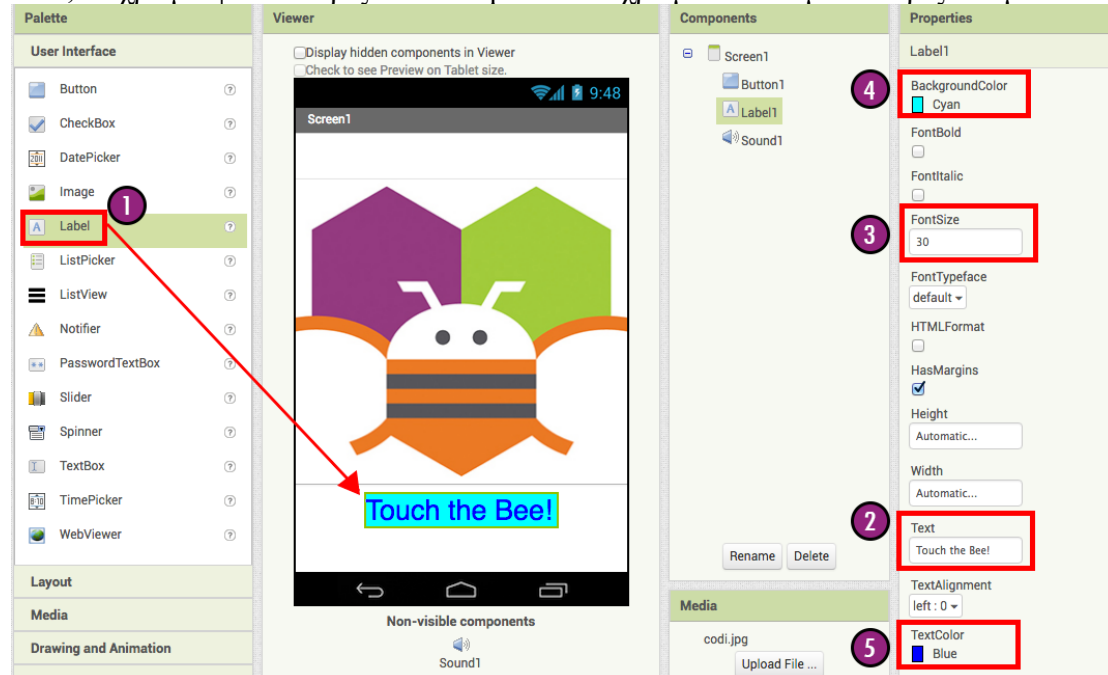 Palette
User Interface
Button
CheckBox
DatePicker
Image
1
Label
ListPicker
ListView
Notifier
PasswordTextBox
Slider
Spinner
TextBox
TimePicker
WebViewer
Layout
Media
Drawing and Animation
Viewer
Display hidden components in Viewer
Check to see Preview on Tablet size.
9:48
Screen1
Touch the Bee!
Non-visible components
Sound1
Components
Screen1
Button1
Label1
Sound1
Rename Delete
Media
codi.jpg
Upload File ...
Properties
Label1
4
BackgroundColor
Cyan
FontBold
FontItalic
3
FontSize
30
FontTypeface
default
HTMLFormat
HasMargins
Height
Automatic...
Width
Automatic...
2
Text
Touch the Bee!
TextAlignment
left : 0
5
TextColor
Blue